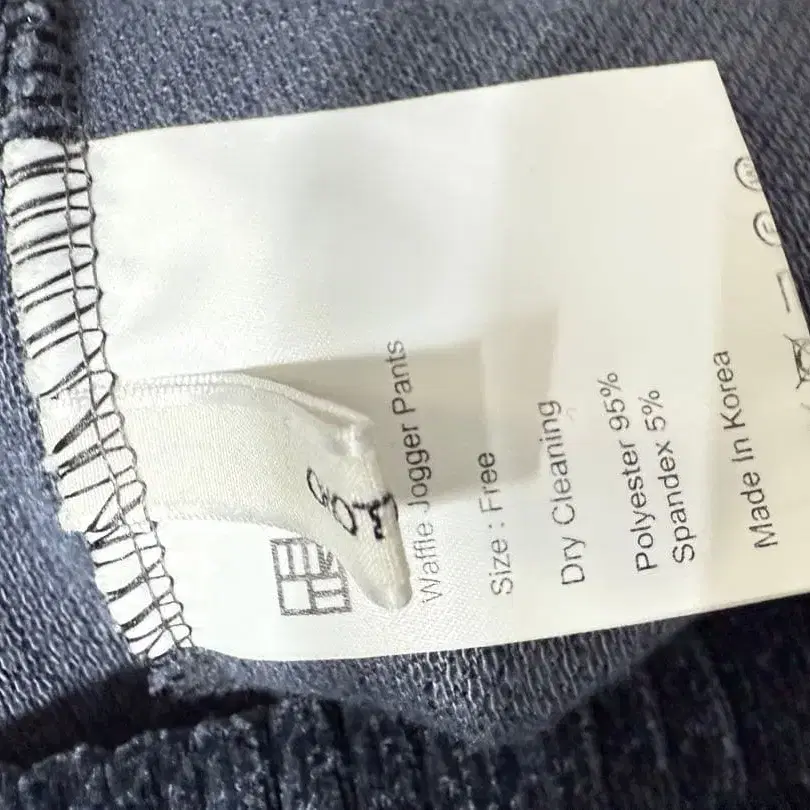 Waffle Jogger Pants
Size : Free
Dry Cleaning
Polyester 95%
Spandex 5%
Made In Korea